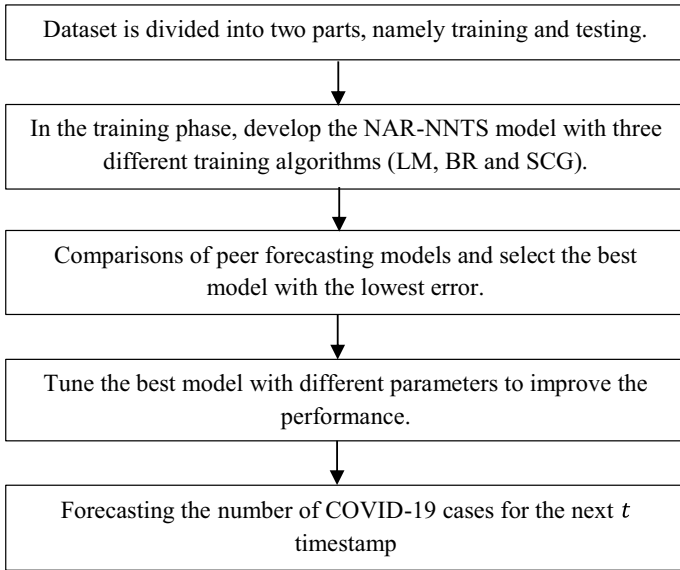 Dataset is divided into two parts, namely training and testing.
In the training phase, develop the NAR-NNTS model with three
different training algorithms (LM, BR and SCG).
Comparisons of peer forecasting models and select the best
model with the lowest error.
Tune the best model with different parameters to improve the
performance.
Forecasting the number of COVID-19 cases for the next t
timestamp